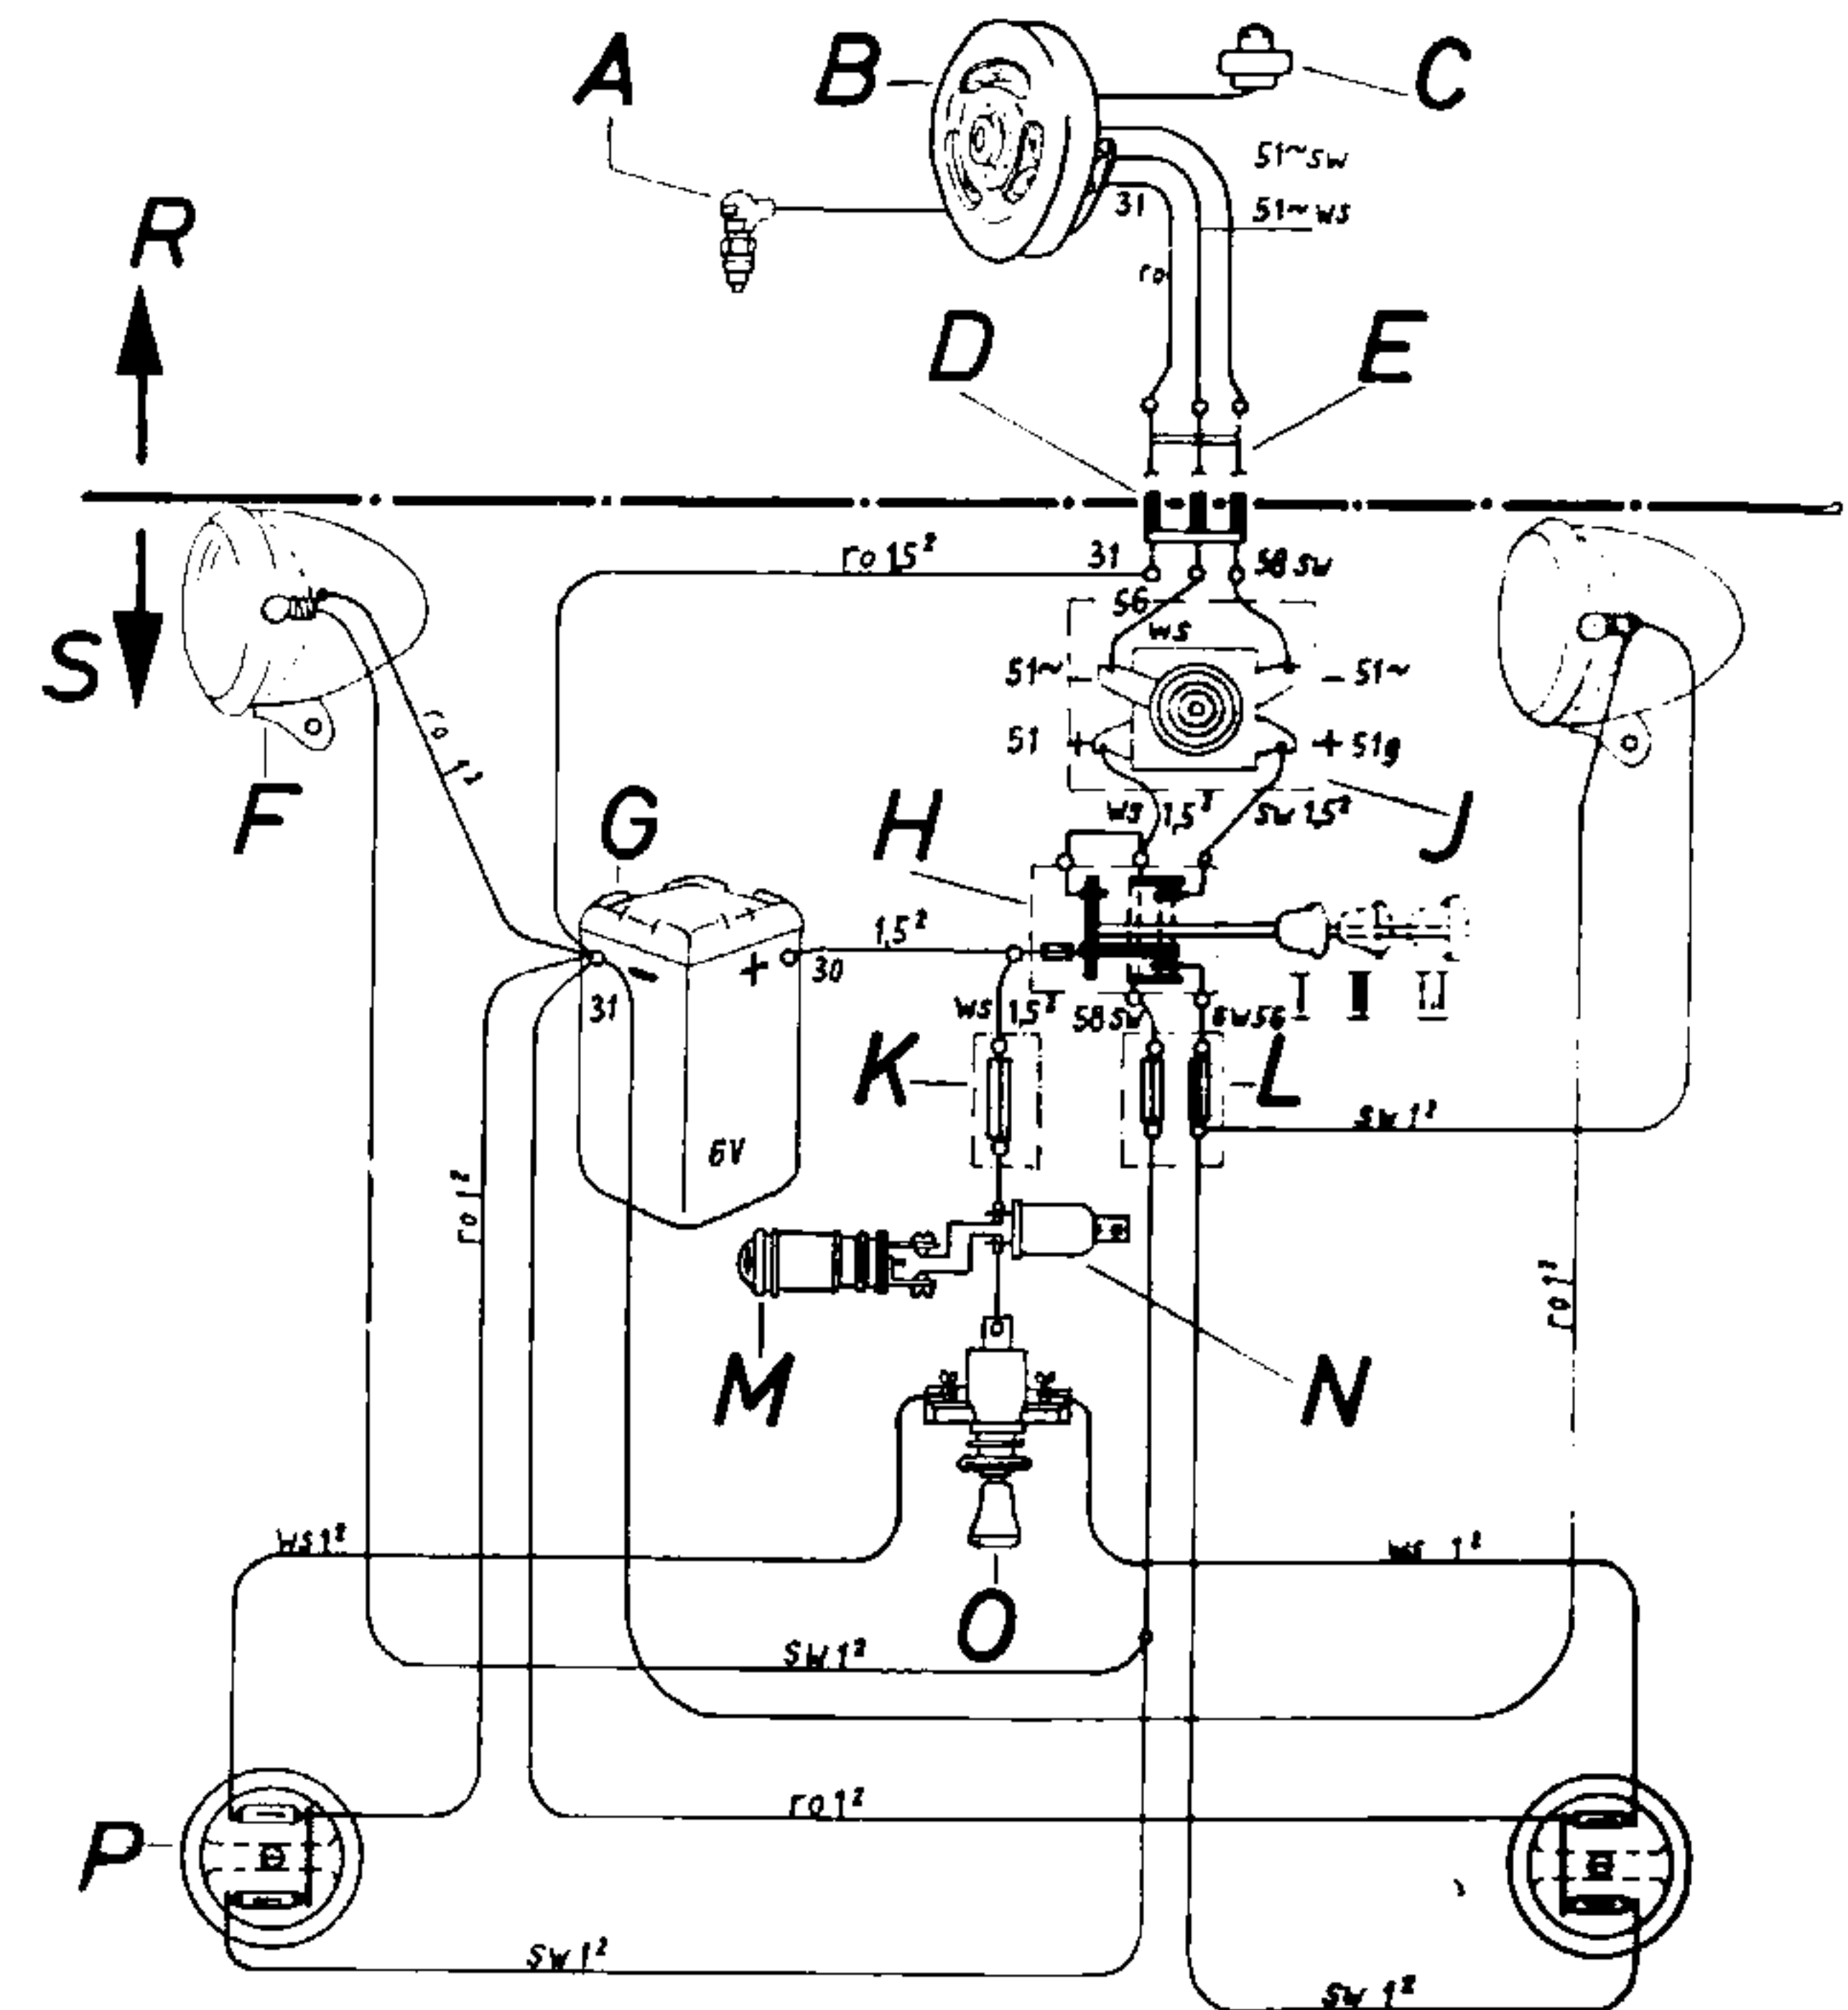 A
B
C
51~sw
51~ws
31
R
ro
D
E
ro 1,5²
31
58 sw
56
ws
S
51~
51~
ro 1²
51
+
+ 51g
F
G
H
ws 1,5²
sw 1,5²
J
1,5²
- +
30
31
I II III
ws 1,5²
58 sw
sw 56
K
L
sw 1²
6V
ro 1²
ro 1²
M
N
ws 1²
ws 1²
O
sw 1²
ro 1²
P
sw 1²
sw 1²